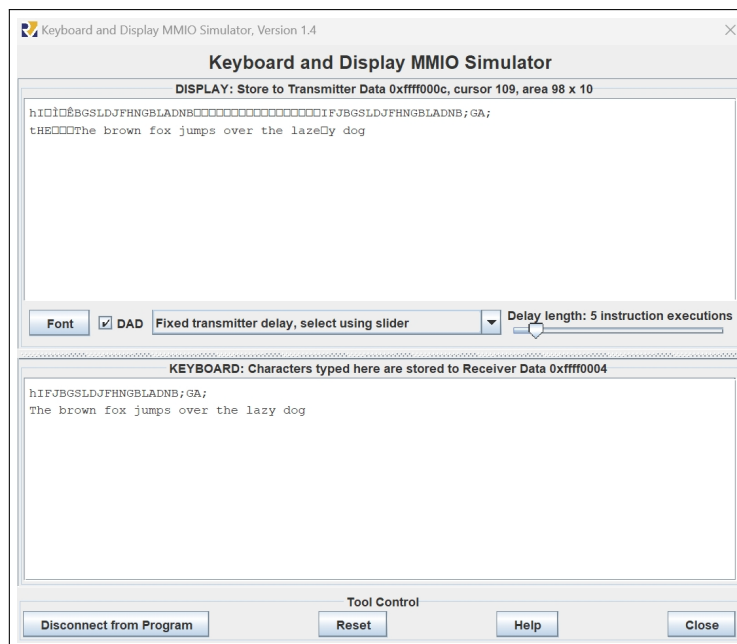 Keyboard and Display MMIO Simulator, Version 1.4
Keyboard and Display MMIO Simulator
DISPLAY: Store to Transmitter Data 0xffff000c, cursor 109, area 98 x 10
hI□Ì□ÊBGSLDJFHNGBLADNB□□□□□□□□□□□□□□□□□IFJBGSLDJFHNGBLADNB;GA;
tHE□□□The brown fox jumps over the laze□y dog
Font
DAD
Fixed transmitter delay, select using slider
Delay length: 5 instruction executions
KEYBOARD: Characters typed here are stored to Receiver Data 0xffff0004
hIFJBGSLDJFHNGBLADNB;GA;
The brown fox jumps over the lazy dog
Tool Control
Disconnect from Program
Reset
Help
Close